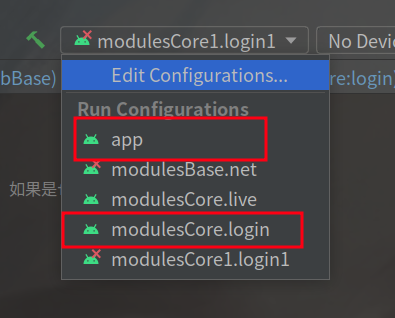 modulesCore1.login1
No Devi
Edit Configurations...
bBase)
re:login)
Run Configurations
app
modulesBase.net
如果是
modulesCore.live
modulesCore.login
modulesCore1.login1